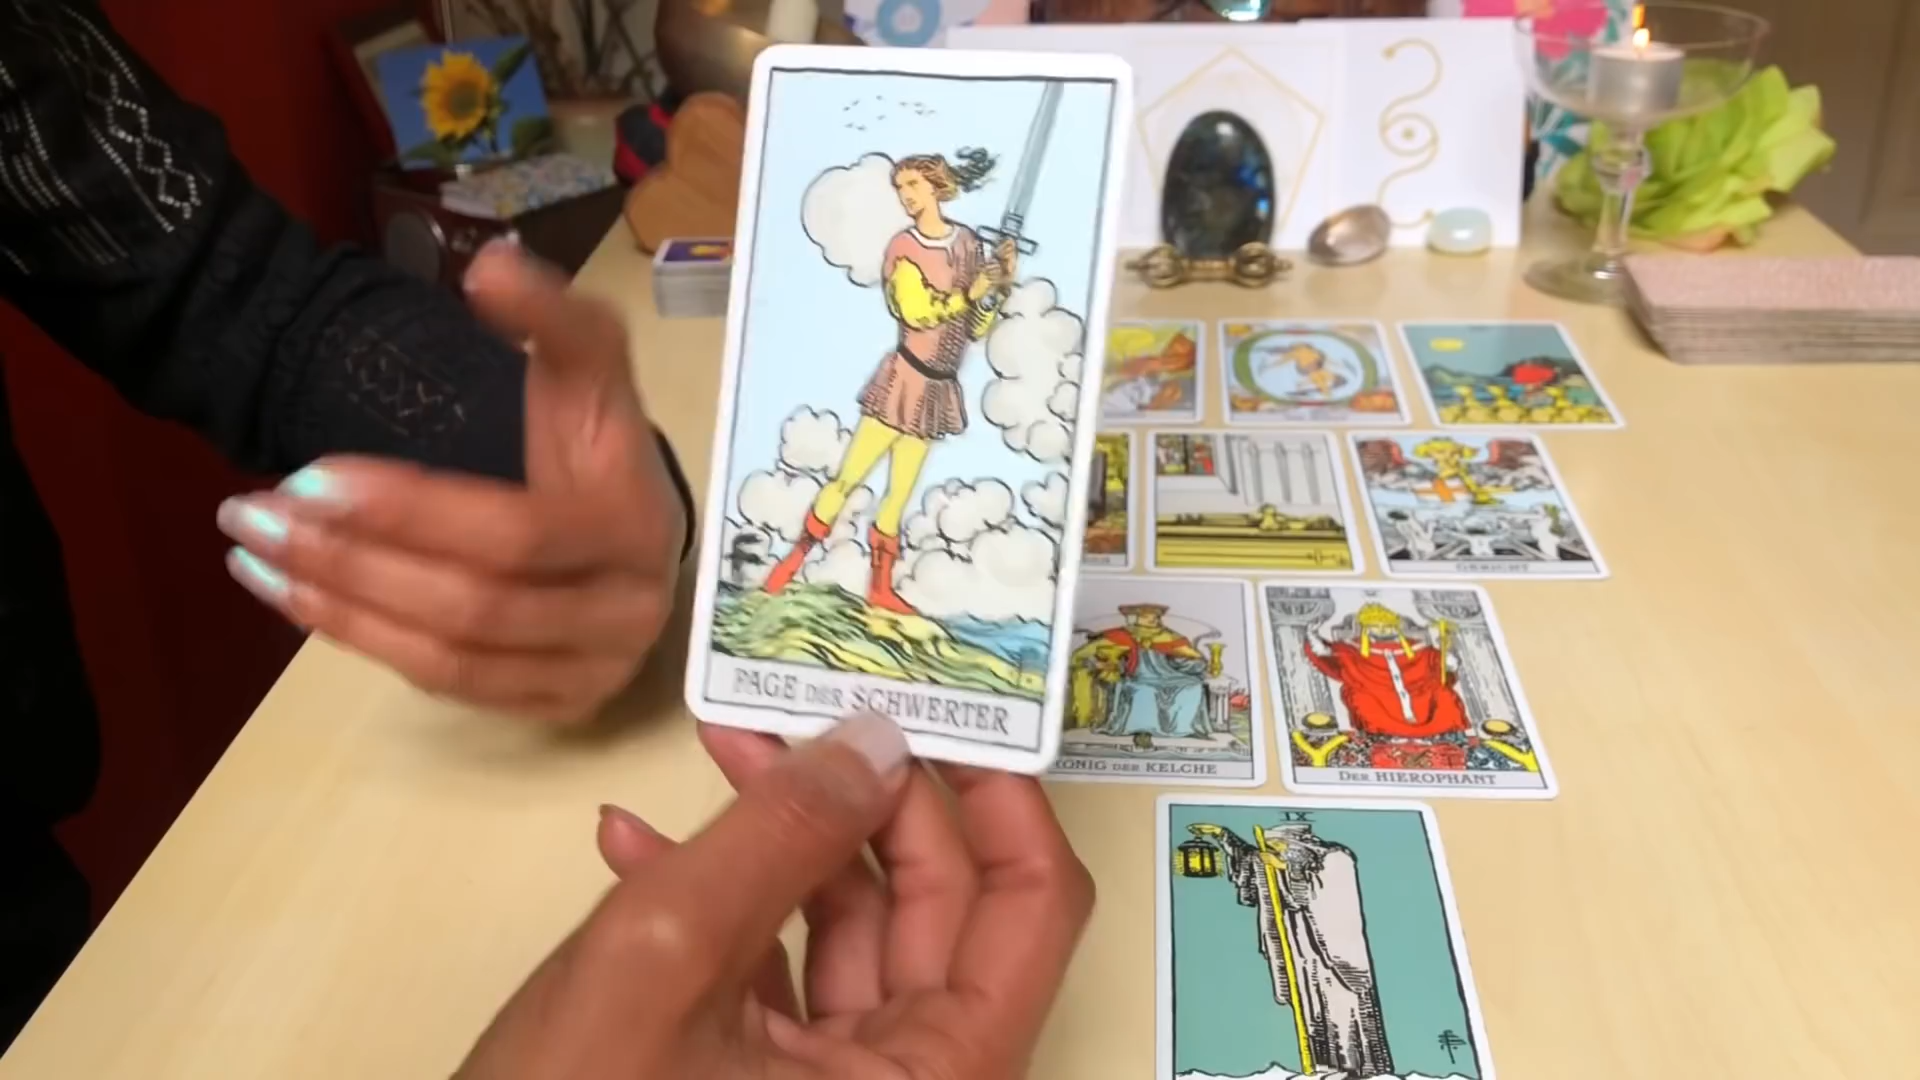 PAGE DER SCHWERTER
GERICHT
KÖNIG DER KELCHE
DER HIEROPHANT
IX